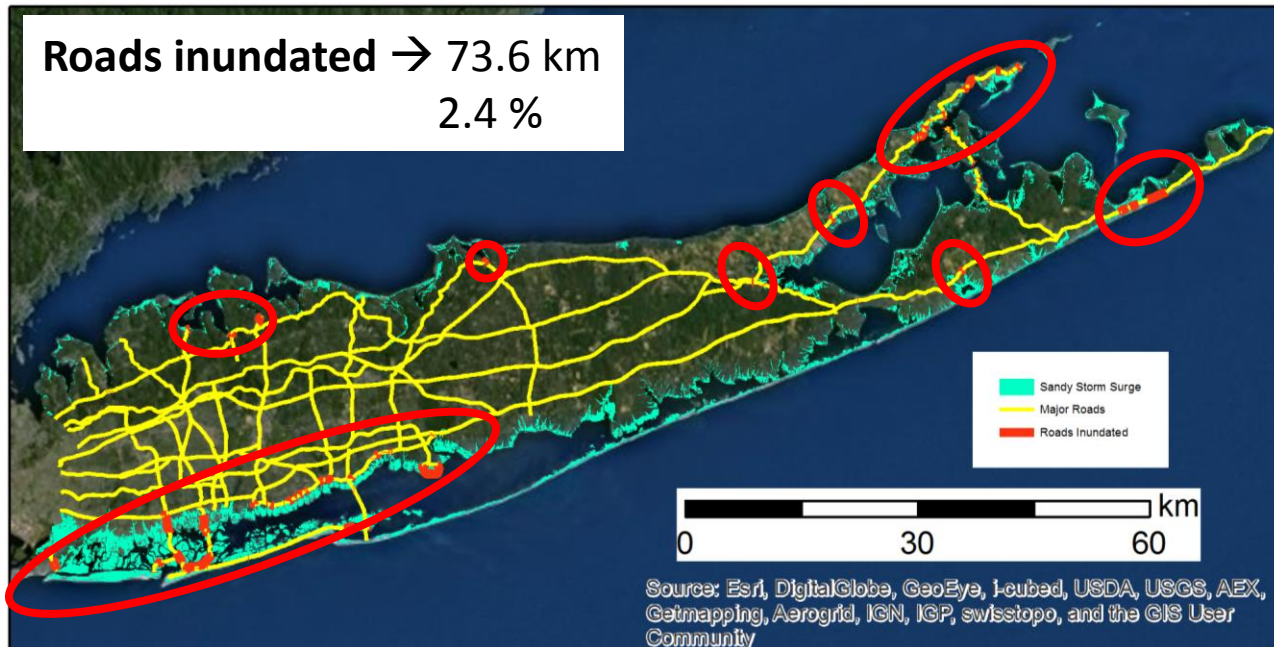 Roads inundated → 73.6 km
2.4 %
Sandy Storm Surge
Major Roads
Roads Inundated
km
0 30 60
Source: Esri, DigitalGlobe, GeoEye, i-cubed, USDA, USGS, AEX,
Getmapping, Aerogrid, IGN, IGP, swisstopo, and the GIS User
Community